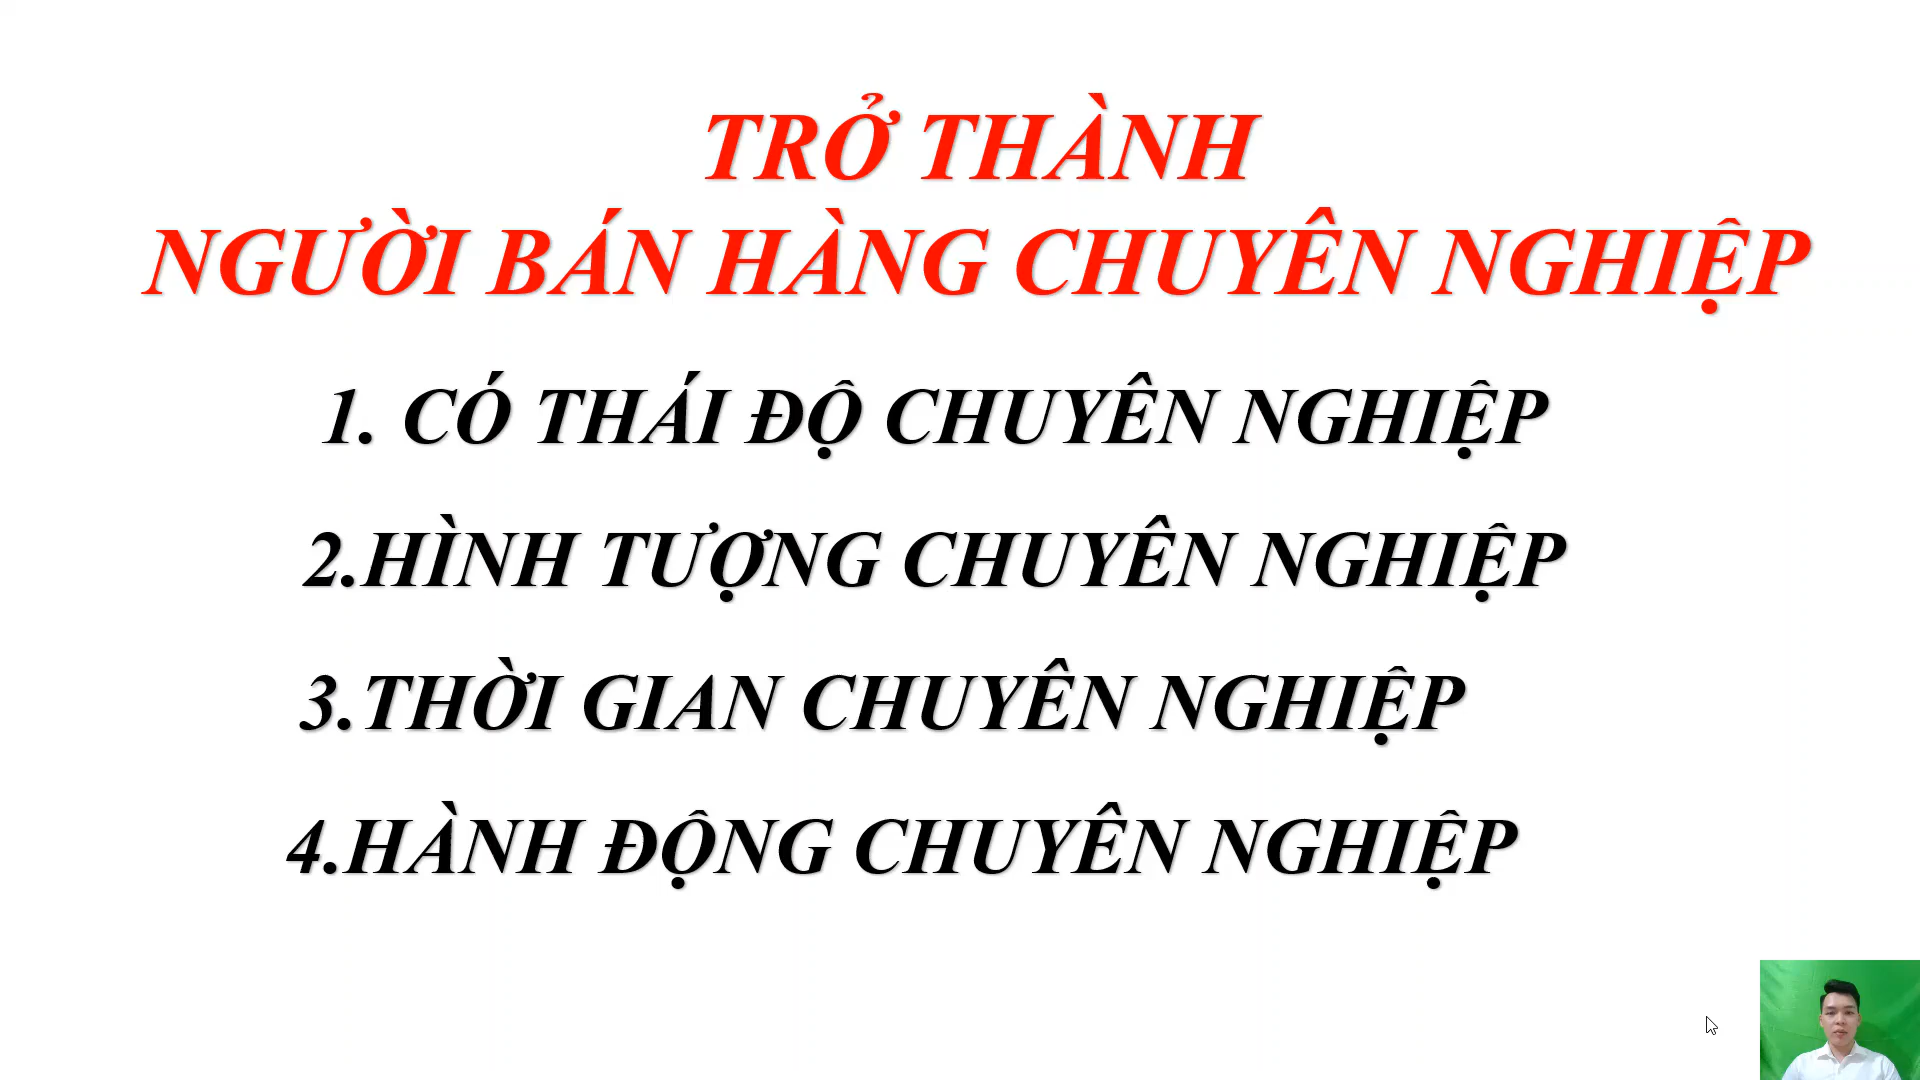 TRỞ THÀNH
NGƯỜI BÁN HÀNG CHUYÊN NGHIỆP
1. CÓ THÁI ĐỘ CHUYÊN NGHIỆP
2.HÌNH TƯỢNG CHUYÊN NGHIỆP
3.THỜI GIAN CHUYÊN NGHIỆP
4.HÀNH ĐỘNG CHUYÊN NGHIỆP